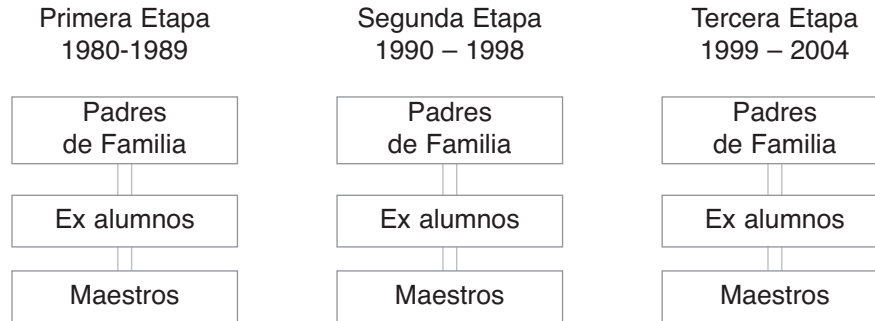 Primera Etapa
1980-1989
Padres
de Familia
Ex alumnos
Maestros
Segunda Etapa
1990 – 1998
Padres
de Familia
Ex alumnos
Maestros
Tercera Etapa
1999 – 2004
Padres
de Familia
Ex alumnos
Maestros